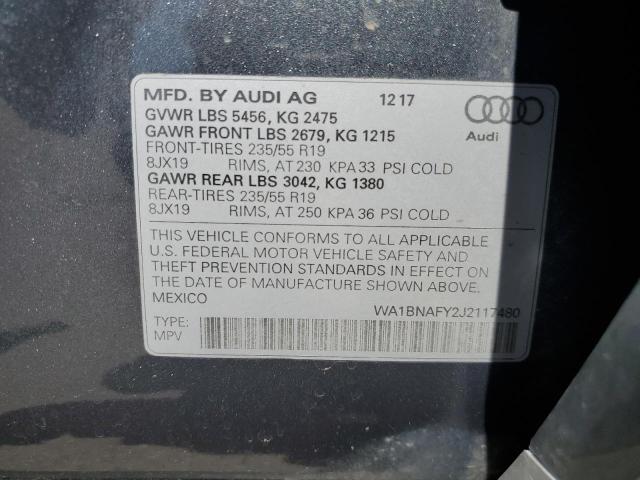 MFD. BY AUDI AG 12 17
GVWR LBS 5456, KG 2475
GAWR FRONT LBS 2679, KG 1215
FRONT-TIRES 235/55 R19
8JX19 RIMS, AT 230 KPA 33 PSI COLD
GAWR REAR LBS 3042, KG 1380
REAR-TIRES 235/55 R19
8JX19 RIMS, AT 250 KPA 36 PSI COLD
Audi
THIS VEHICLE CONFORMS TO ALL APPLICABLE
U.S. FEDERAL MOTOR VEHICLE SAFETY AND
THEFT PREVENTION STANDARDS IN EFFECT ON
THE DATE OF MANUFACTURE SHOWN ABOVE.
MEXICO
WA1BNAFY2J2117480
TYPE:
MPV